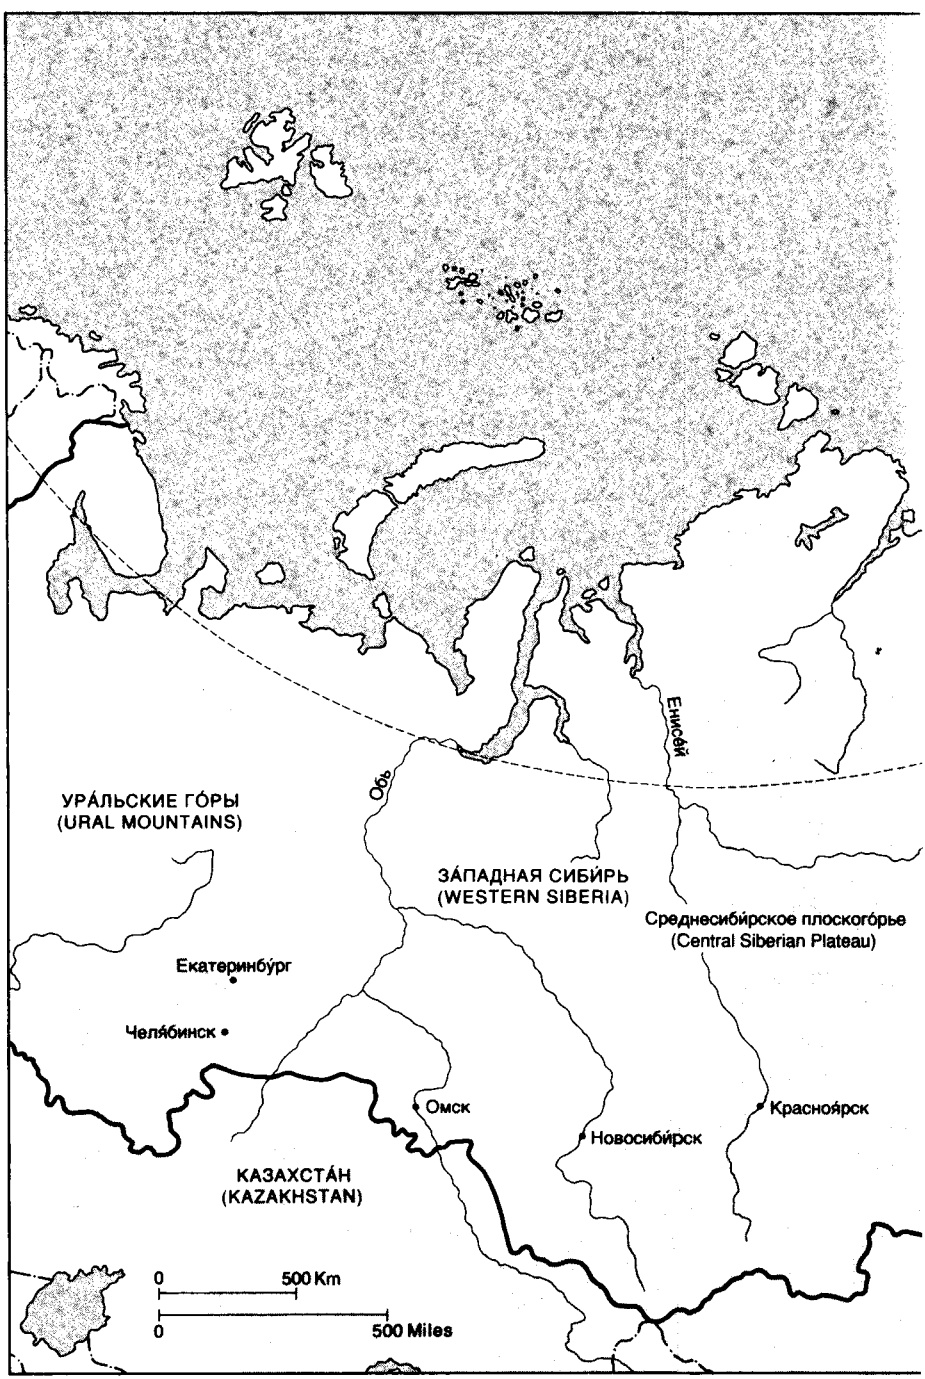 Енисе́й
Обь
УРА́ЛЬСКИЕ ГО́РЫ
(URAL MOUNTAINS)
ЗА́ПАДНАЯ СИБИ́РЬ
(WESTERN SIBERIA)
Среднесиби́рское плоского́рье
(Central Siberian Plateau)
Екатеринбу́рг
Челя́бинск
Омск
Красноя́рск
Новосиби́рск
КАЗАХСТА́Н
(KAZAKHSTAN)
0 500 Km
0 500 Miles